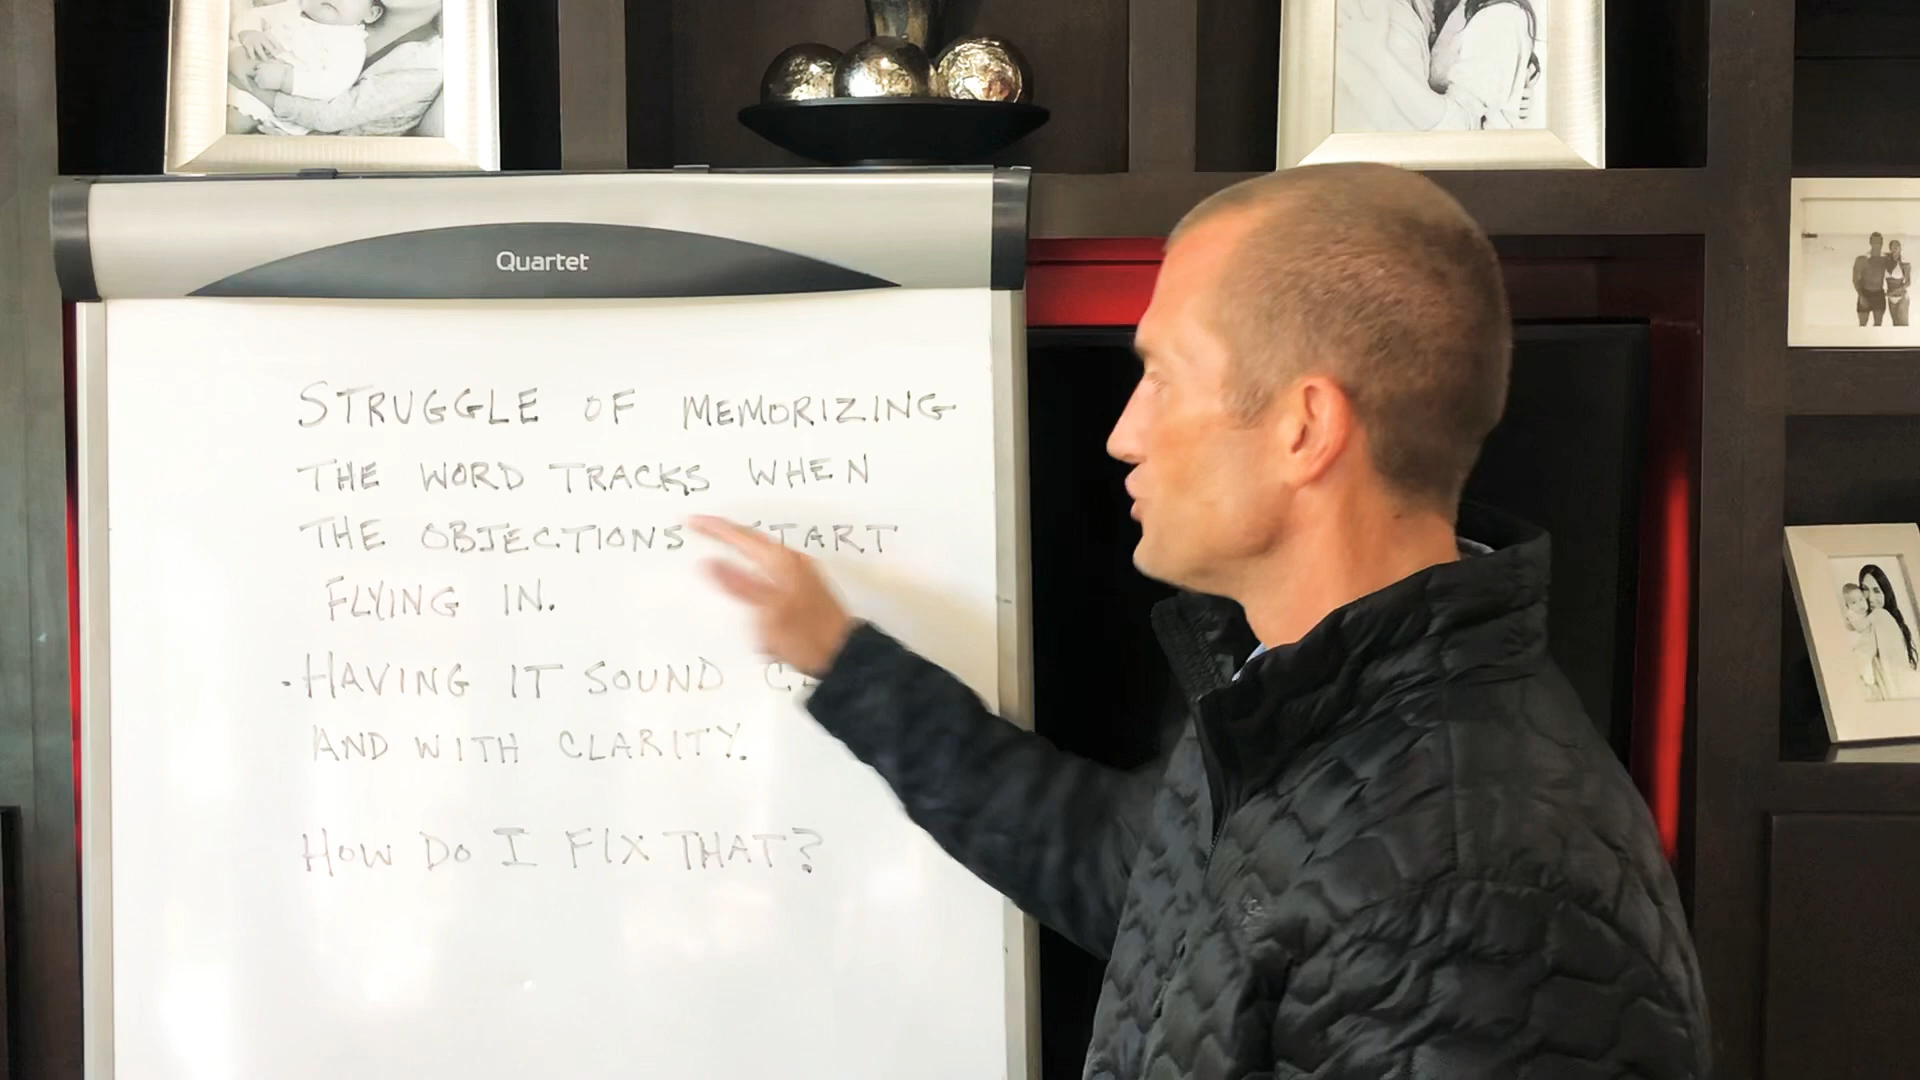 Quartet
STRUGGLE OF MEMORIZING
THE WORD TRACKS WHEN
THE OBJECTIONS START
FLYING IN.
• HAVING IT SOUND
AND WITH CLARITY.
HOW DO I FIX THAT?